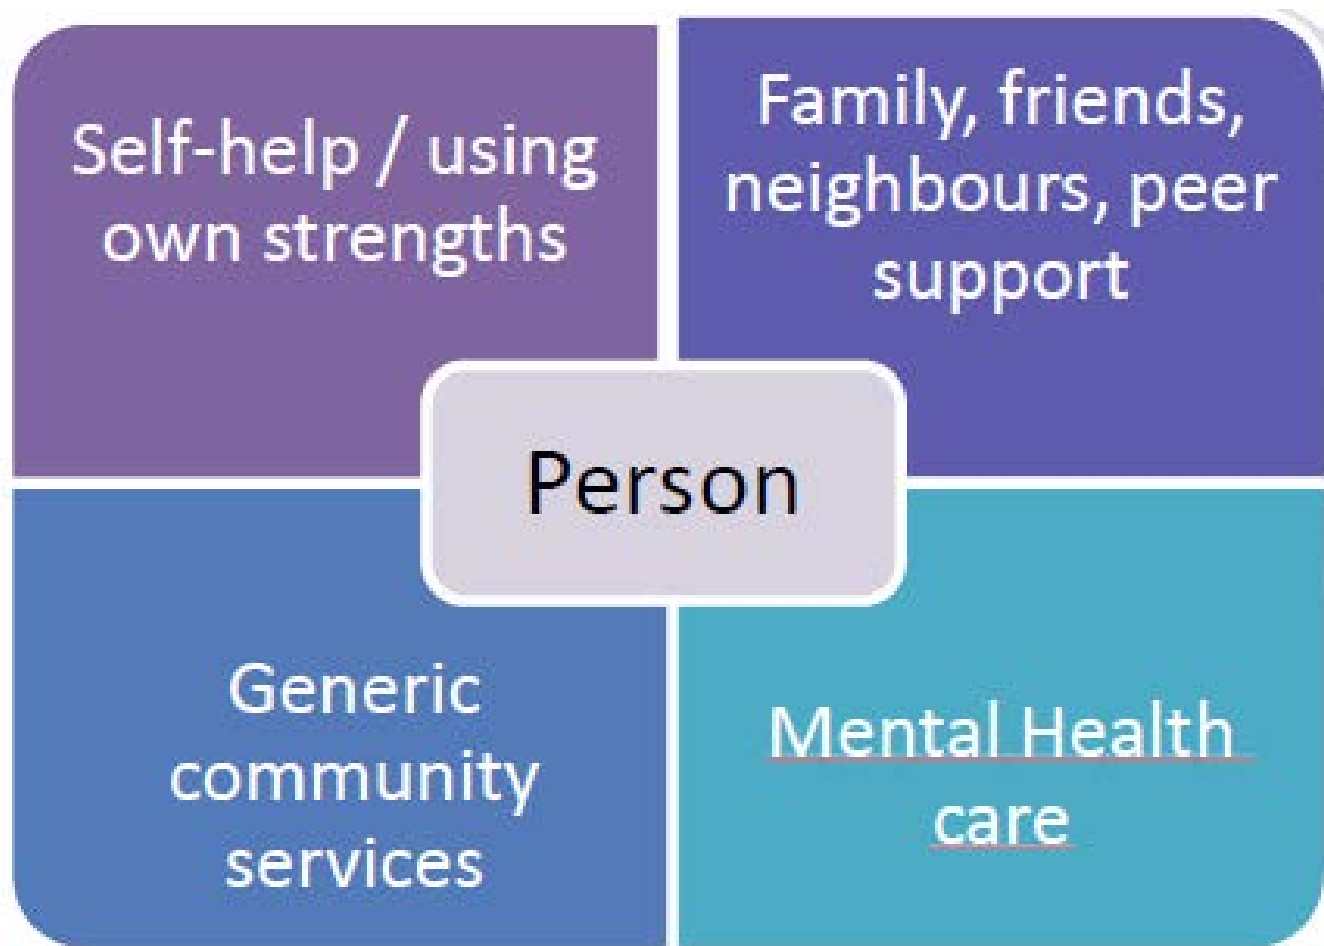 Self-help / using
own strengths
Family, friends,
neighbours, peer
support
Person
Generic
community
services
Mental Health
care